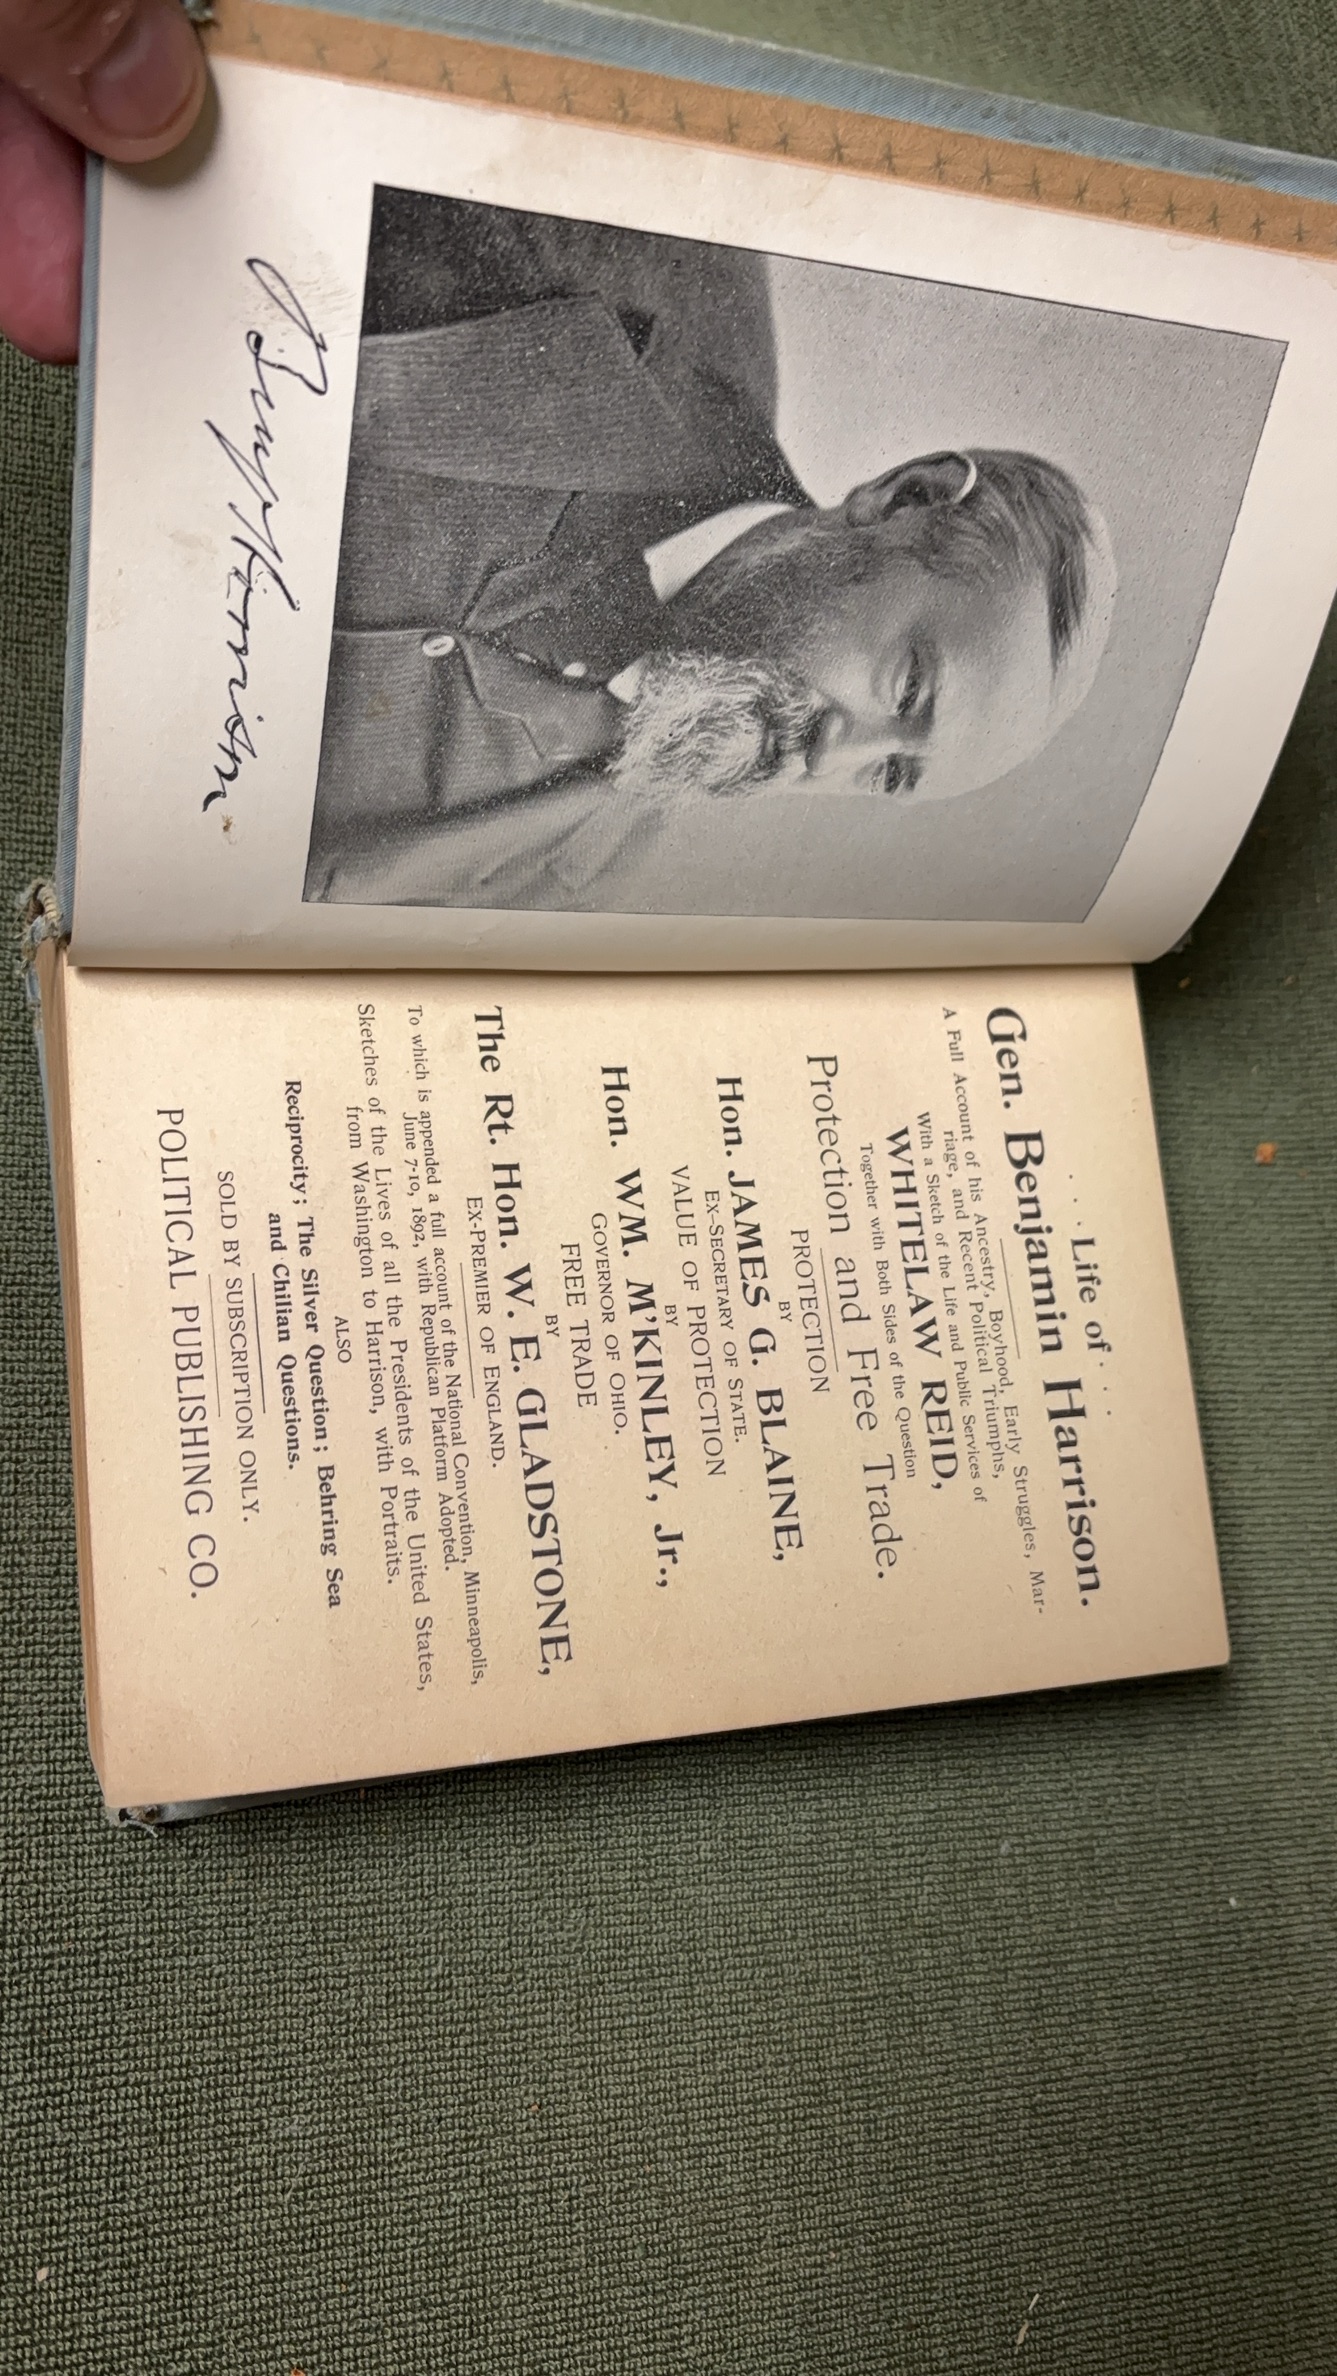 Benj Harrison
Life of
Gen. Benjamin Harrison.
A Full Account of his Ancestry, Boyhood, Early Struggles, Mar-
riage, and Recent Political Triumphs,
With a Sketch of the Life and Public Services of
WHITELAW REID,
Together with Both Sides of the Question
Protection and Free Trade.
PROTECTION
BY
Hon. JAMES G. BLAINE,
EX-SECRETARY OF STATE.
VALUE OF PROTECTION
BY
Hon. WM. M'KINLEY, Jr.,
GOVERNOR OF OHIO.
FREE TRADE
BY
The Rt. Hon. W. E. GLADSTONE,
EX-PREMIER OF ENGLAND.
To which is appended a full account of the National Convention, Minneapolis,
June 7-10, 1892, with Republican Platform Adopted.
Sketches of the Lives of all the Presidents of the United States,
from Washington to Harrison, with Portraits.
ALSO
Reciprocity; The Silver Question; Behring Sea
and Chilian Questions.
SOLD BY SUBSCRIPTION ONLY.
POLITICAL PUBLISHING CO.